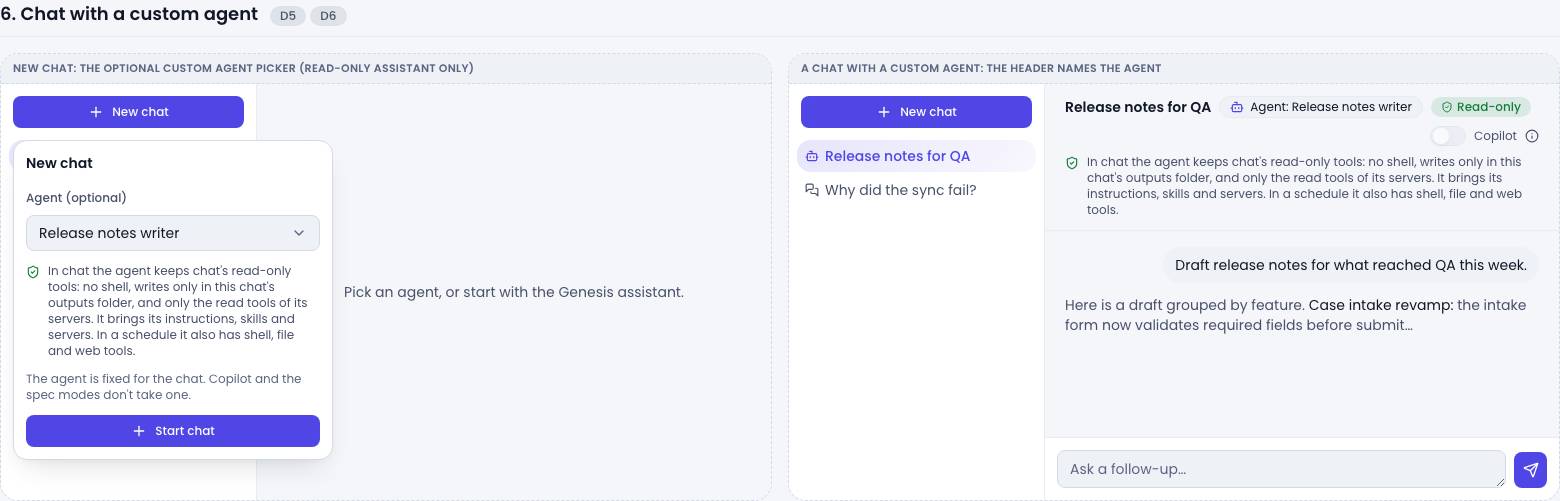 6. Chat with a custom agent D5 D6
NEW CHAT: THE OPTIONAL CUSTOM AGENT PICKER (READ-ONLY ASSISTANT ONLY)
New chat
New chat
Agent (optional)
Release notes writer
In chat the agent keeps chat's read-only
tools: no shell, writes only in this chat's
outputs folder, and only the read tools of its
servers. It brings its instructions, skills and
servers. In a schedule it also has shell, file
and web tools.
The agent is fixed for the chat. Copilot and the
spec modes don't take one.
Start chat
Pick an agent, or start with the Genesis assistant.
A CHAT WITH A CUSTOM AGENT: THE HEADER NAMES THE AGENT
New chat
Release notes for QA
Why did the sync fail?
Release notes for QA Agent: Release notes writer Read-only
Copilot
In chat the agent keeps chat's read-only tools: no shell, writes only in this
chat's outputs folder, and only the read tools of its servers. It brings its
instructions, skills and servers. In a schedule it also has shell, file and web
tools.
Draft release notes for what reached QA this week.
Here is a draft grouped by feature. Case intake revamp: the intake
form now validates required fields before submit…
Ask a follow-up…